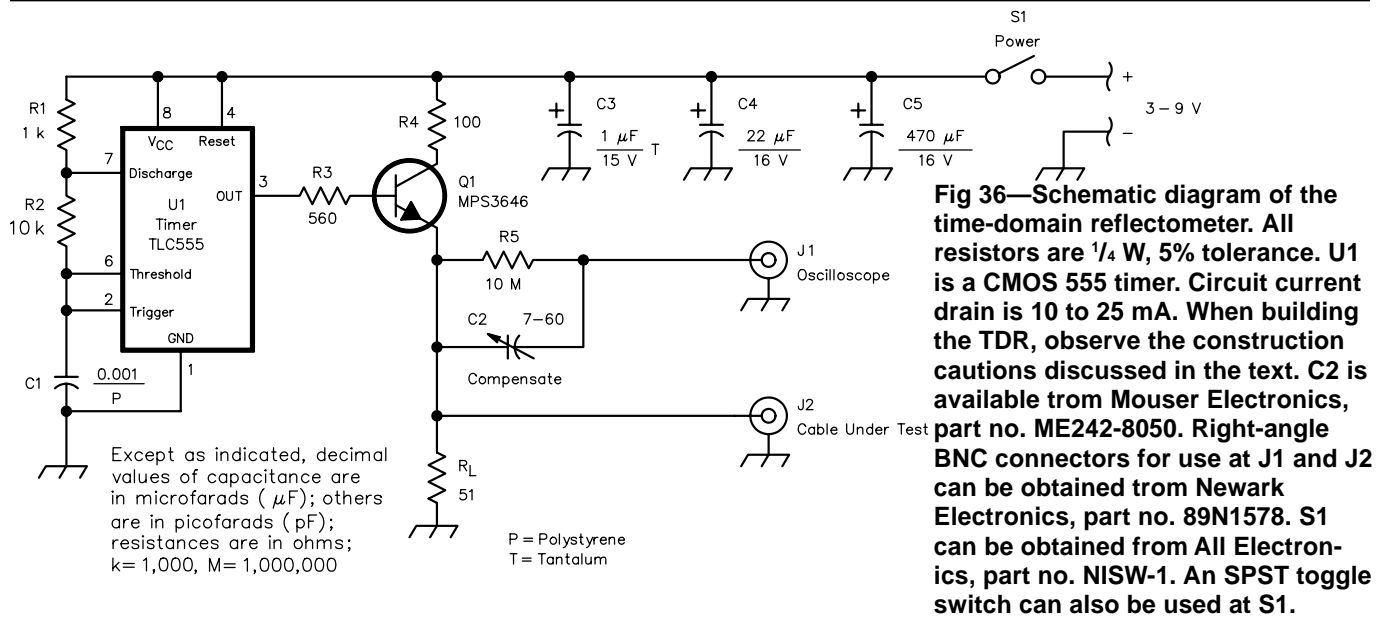 S1
Power
+
3–9 V
−
R1
1 k
7
8
VCC
4
Reset
Discharge
R2
10 k
U1
Timer
TLC555
OUT
3
6
Threshold
2
Trigger
GND
1
C1
0.001
P
R3
560
R4
100
Q1
MPS3646
+
C3
1 μF
15 V
T
+
C4
22 μF
16 V
+
C5
470 μF
16 V
R5
10 M
C2
7–60
Compensate
J1
Oscilloscope
J2
Cable Under Test
RL
51
Except as indicated, decimal
values of capacitance are
in microfarads ( μF); others
are in picofarads ( pF);
resistances are in ohms;
k= 1,000, M= 1,000,000
P = Polystyrene
T = Tantalum
Fig 36—Schematic diagram of the
time-domain reflectometer. All
resistors are 1/4 W, 5% tolerance. U1
is a CMOS 555 timer. Circuit current
drain is 10 to 25 mA. When building
the TDR, observe the construction
cautions discussed in the text. C2 is
available trom Mouser Electronics,
part no. ME242-8050. Right-angle
BNC connectors for use at J1 and J2
can be obtained trom Newark
Electronics, part no. 89N1578. S1
can be obtained from All Electron-
ics, part no. NISW-1. An SPST toggle
switch can also be used at S1.